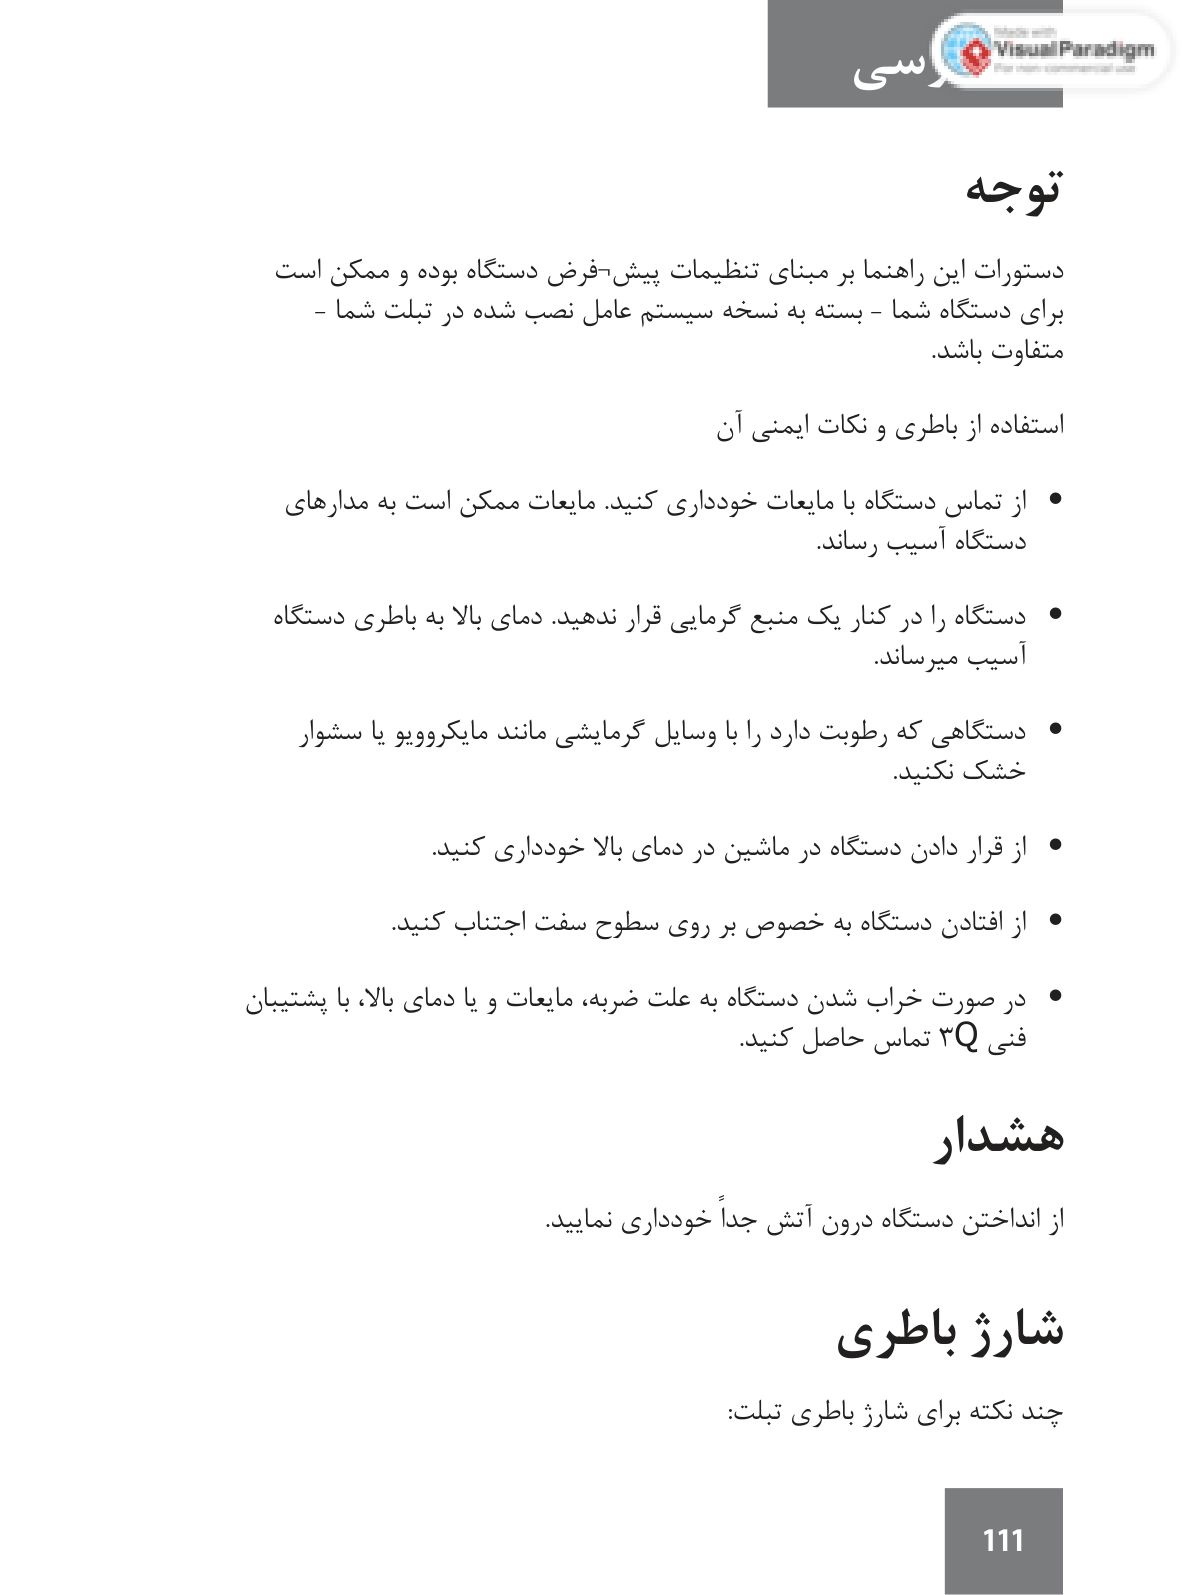 Made with
Visual Paradigm
For non-commercial use
توجه
دستورات این راهنما بر مبنای تنظیمات پیش¬فرض دستگاه بوده و ممکن است
برای دستگاه شما – بسته به نسخه سیستم عامل نصب شده در تبلت شما –
متفاوت باشد.
استفاده از باطری و نکات ایمنی آن
• از تماس دستگاه با مایعات خودداری کنید. مایعات ممکن است به مدارهای
دستگاه آسیب رساند.
• دستگاه را در کنار یک منبع گرمایی قرار ندهید. دمای بالا به باطری دستگاه
آسیب میرساند.
• دستگاهی که رطوبت دارد را با وسایل گرمایشی مانند مایکروویو یا سشوار
خشک نکنید.
• از قرار دادن دستگاه در ماشین در دمای بالا خودداری کنید.
• از افتادن دستگاه به خصوص بر روی سطوح سفت اجتناب کنید.
• در صورت خراب شدن دستگاه به علت ضربه، مایعات و یا دمای بالا، با پشتیبان
فنی ۳Q تماس حاصل کنید.
هشدار
از انداختن دستگاه درون آتش جداً خودداری نمایید.
شارژ باطری
چند نکته برای شارژ باطری تبلت:
111